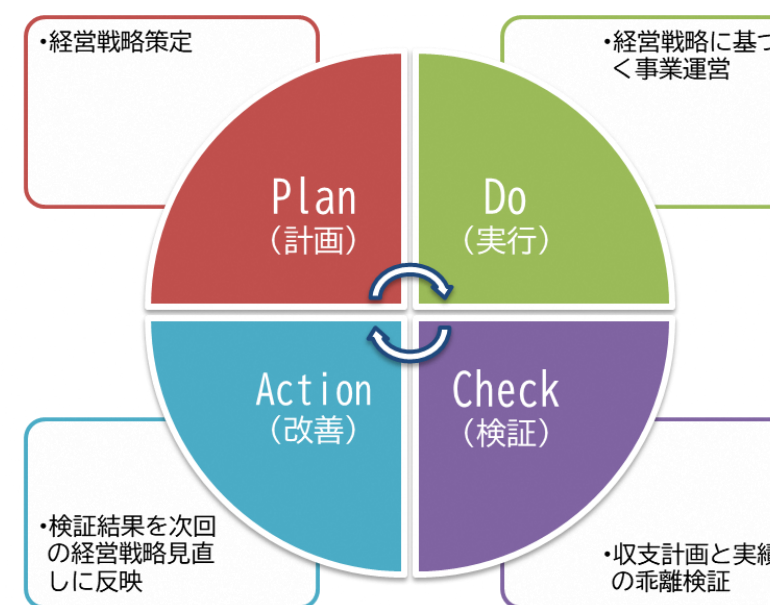 ・経営戦略策定
・経営戦略に基づ
く事業運営
Plan
（計画）
Do
（実行）
Action
（改善）
Check
（検証）
・検証結果を次回
の経営戦略見直
しに反映
・収支計画と実績
の乖離検証